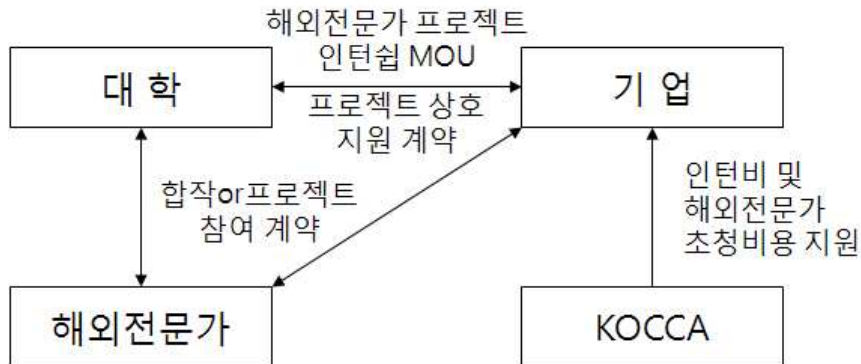 해외전문가 프로젝트
인턴쉽 MOU
대 학
기 업
프로젝트 상호
지원 계약
합작or프로젝트
참여 계약
인턴비 및
해외전문가
초청비용 지원
해외전문가
KOCCA